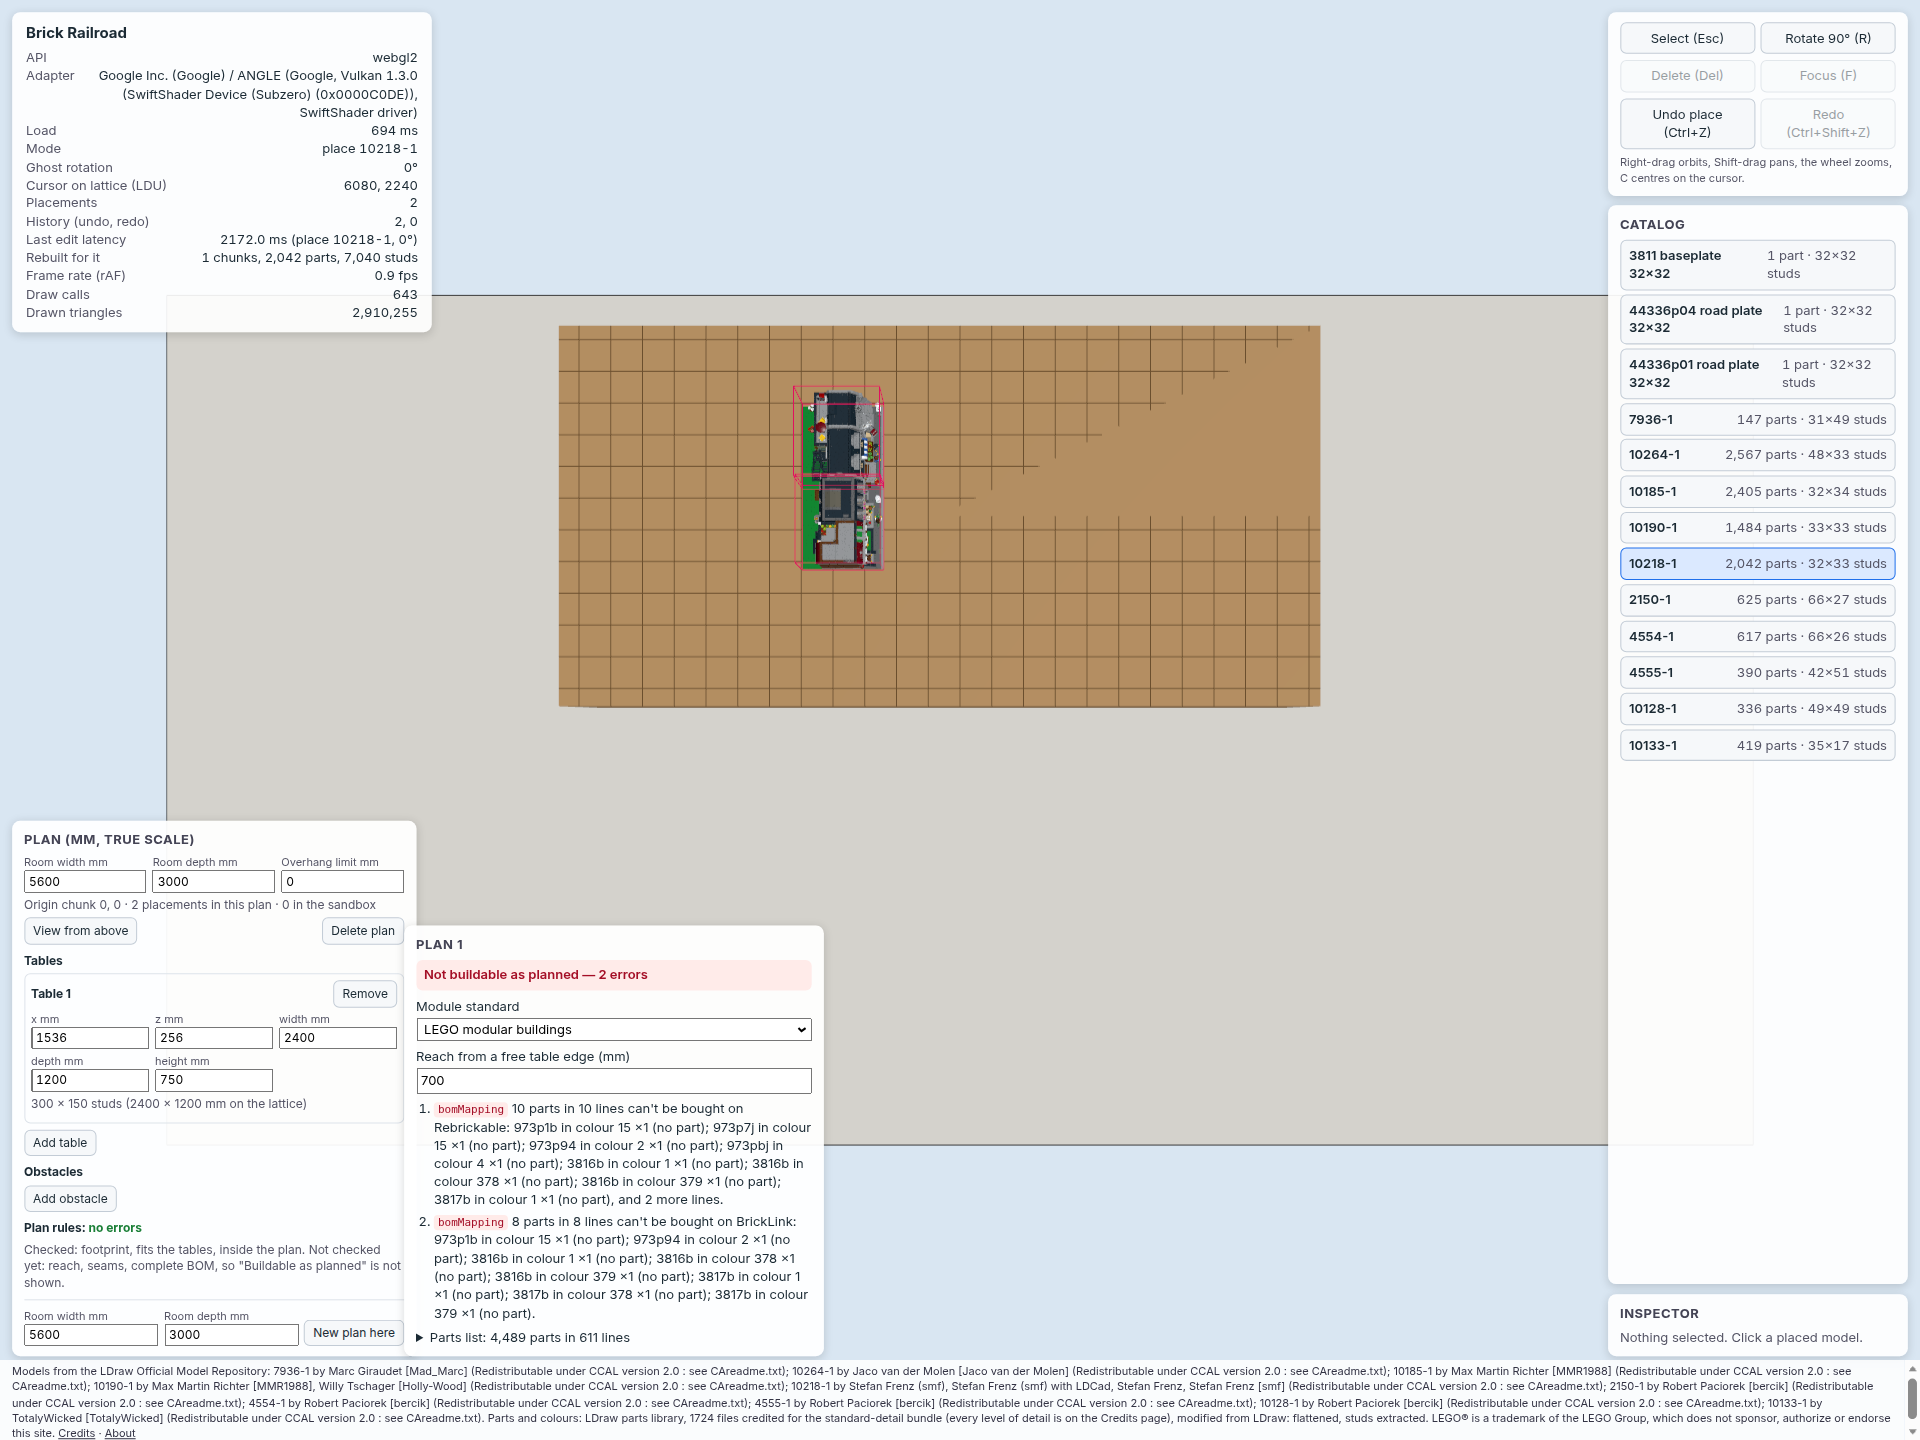 Brick Railroad
API webgl2
Adapter Google Inc. (Google) / ANGLE (Google, Vulkan 1.3.0
(SwiftShader Device (Subzero) (0x0000C0DE)),
SwiftShader driver)
Load 694 ms
Mode place 10218-1
Ghost rotation 0°
Cursor on lattice (LDU) 6080, 2240
Placements 2
History (undo, redo) 2, 0
Last edit latency 2172.0 ms (place 10218-1, 0°)
Rebuilt for it 1 chunks, 2,042 parts, 7,040 studs
Frame rate (rAF) 0.9 fps
Draw calls 643
Drawn triangles 2,910,255
Select (Esc) Rotate 90° (R)
Delete (Del) Focus (F)
Undo place
(Ctrl+Z)
Redo
(Ctrl+Shift+Z)
Right-drag orbits, Shift-drag pans, the wheel zooms,
C centres on the cursor.
CATALOG
3811 baseplate
32×32
1 part · 32×32
studs
44336p04 road plate
32×32
1 part · 32×32
studs
44336p01 road plate
32×32
1 part · 32×32
studs
7936-1 147 parts · 31×49 studs
10264-1 2,567 parts · 48×33 studs
10185-1 2,405 parts · 32×34 studs
10190-1 1,484 parts · 33×33 studs
10218-1 2,042 parts · 32×33 studs
2150-1 625 parts · 66×27 studs
4554-1 617 parts · 66×26 studs
4555-1 390 parts · 42×51 studs
10128-1 336 parts · 49×49 studs
10133-1 419 parts · 35×17 studs
PLAN (MM, TRUE SCALE)
Room width mm Room depth mm Overhang limit mm
5600 3000 0
Origin chunk 0, 0 · 2 placements in this plan · 0 in the sandbox
View from above Delete plan
Tables
Table 1 Remove
x mm z mm width mm
1536 256 2400
depth mm height mm
1200 750
300 × 150 studs (2400 × 1200 mm on the lattice)
Add table
Obstacles
Add obstacle
Plan rules: no errors
Checked: footprint, fits the tables, inside the plan. Not checked
yet: reach, seams, complete BOM, so "Buildable as planned" is not
shown.
Room width mm Room depth mm
5600 3000 New plan here
PLAN 1
Not buildable as planned — 2 errors
Module standard
LEGO modular buildings
Reach from a free table edge (mm)
700
1. bomMapping 10 parts in 10 lines can't be bought on
Rebrickable: 973p1b in colour 15 ×1 (no part); 973p7j in colour
15 ×1 (no part); 973p94 in colour 2 ×1 (no part); 973pbj in
colour 4 ×1 (no part); 3816b in colour 1 ×1 (no part); 3816b in
colour 378 ×1 (no part); 3816b in colour 379 ×1 (no part);
3817b in colour 1 ×1 (no part), and 2 more lines.
2. bomMapping 8 parts in 8 lines can't be bought on BrickLink:
973p1b in colour 15 ×1 (no part); 973p94 in colour 2 ×1 (no
part); 3816b in colour 1 ×1 (no part); 3816b in colour 378 ×1
(no part); 3816b in colour 379 ×1 (no part); 3817b in colour 1
×1 (no part); 3817b in colour 378 ×1 (no part); 3817b in colour
379 ×1 (no part).
Parts list: 4,489 parts in 611 lines
INSPECTOR
Nothing selected. Click a placed model.
Models from the LDraw Official Model Repository: 7936-1 by Marc Giraudet [Mad_Marc] (Redistributable under CCAL version 2.0 : see CAreadme.txt); 10264-1 by Jaco van der Molen [Jaco van der Molen] (Redistributable under CCAL version 2.0 : see CAreadme.txt); 10185-1 by Max Martin Richter [MMR1988] (Redistributable under CCAL version 2.0 : see
CAreadme.txt); 10190-1 by Max Martin Richter [MMR1988], Willy Tschager [Holly-Wood] (Redistributable under CCAL version 2.0 : see CAreadme.txt); 10218-1 by Stefan Frenz (smf), Stefan Frenz (smf) with LDCad, Stefan Frenz, Stefan Frenz [smf] (Redistributable under CCAL version 2.0 : see CAreadme.txt); 2150-1 by Robert Paciorek [bercik] (Redistributable
under CCAL version 2.0 : see CAreadme.txt); 4554-1 by Robert Paciorek [bercik] (Redistributable under CCAL version 2.0 : see CAreadme.txt); 4555-1 by Robert Paciorek [bercik] (Redistributable under CCAL version 2.0 : see CAreadme.txt); 10128-1 by Robert Paciorek [bercik] (Redistributable under CCAL version 2.0 : see CAreadme.txt); 10133-1 by
TotalyWicked [TotalyWicked] (Redistributable under CCAL version 2.0 : see CAreadme.txt). Parts and colours: LDraw parts library, 1724 files credited for the standard-detail bundle (every level of detail is on the Credits page), modified from LDraw: flattened, studs extracted. LEGO® is a trademark of the LEGO Group, which does not sponsor, authorize or endorse
this site. Credits · About